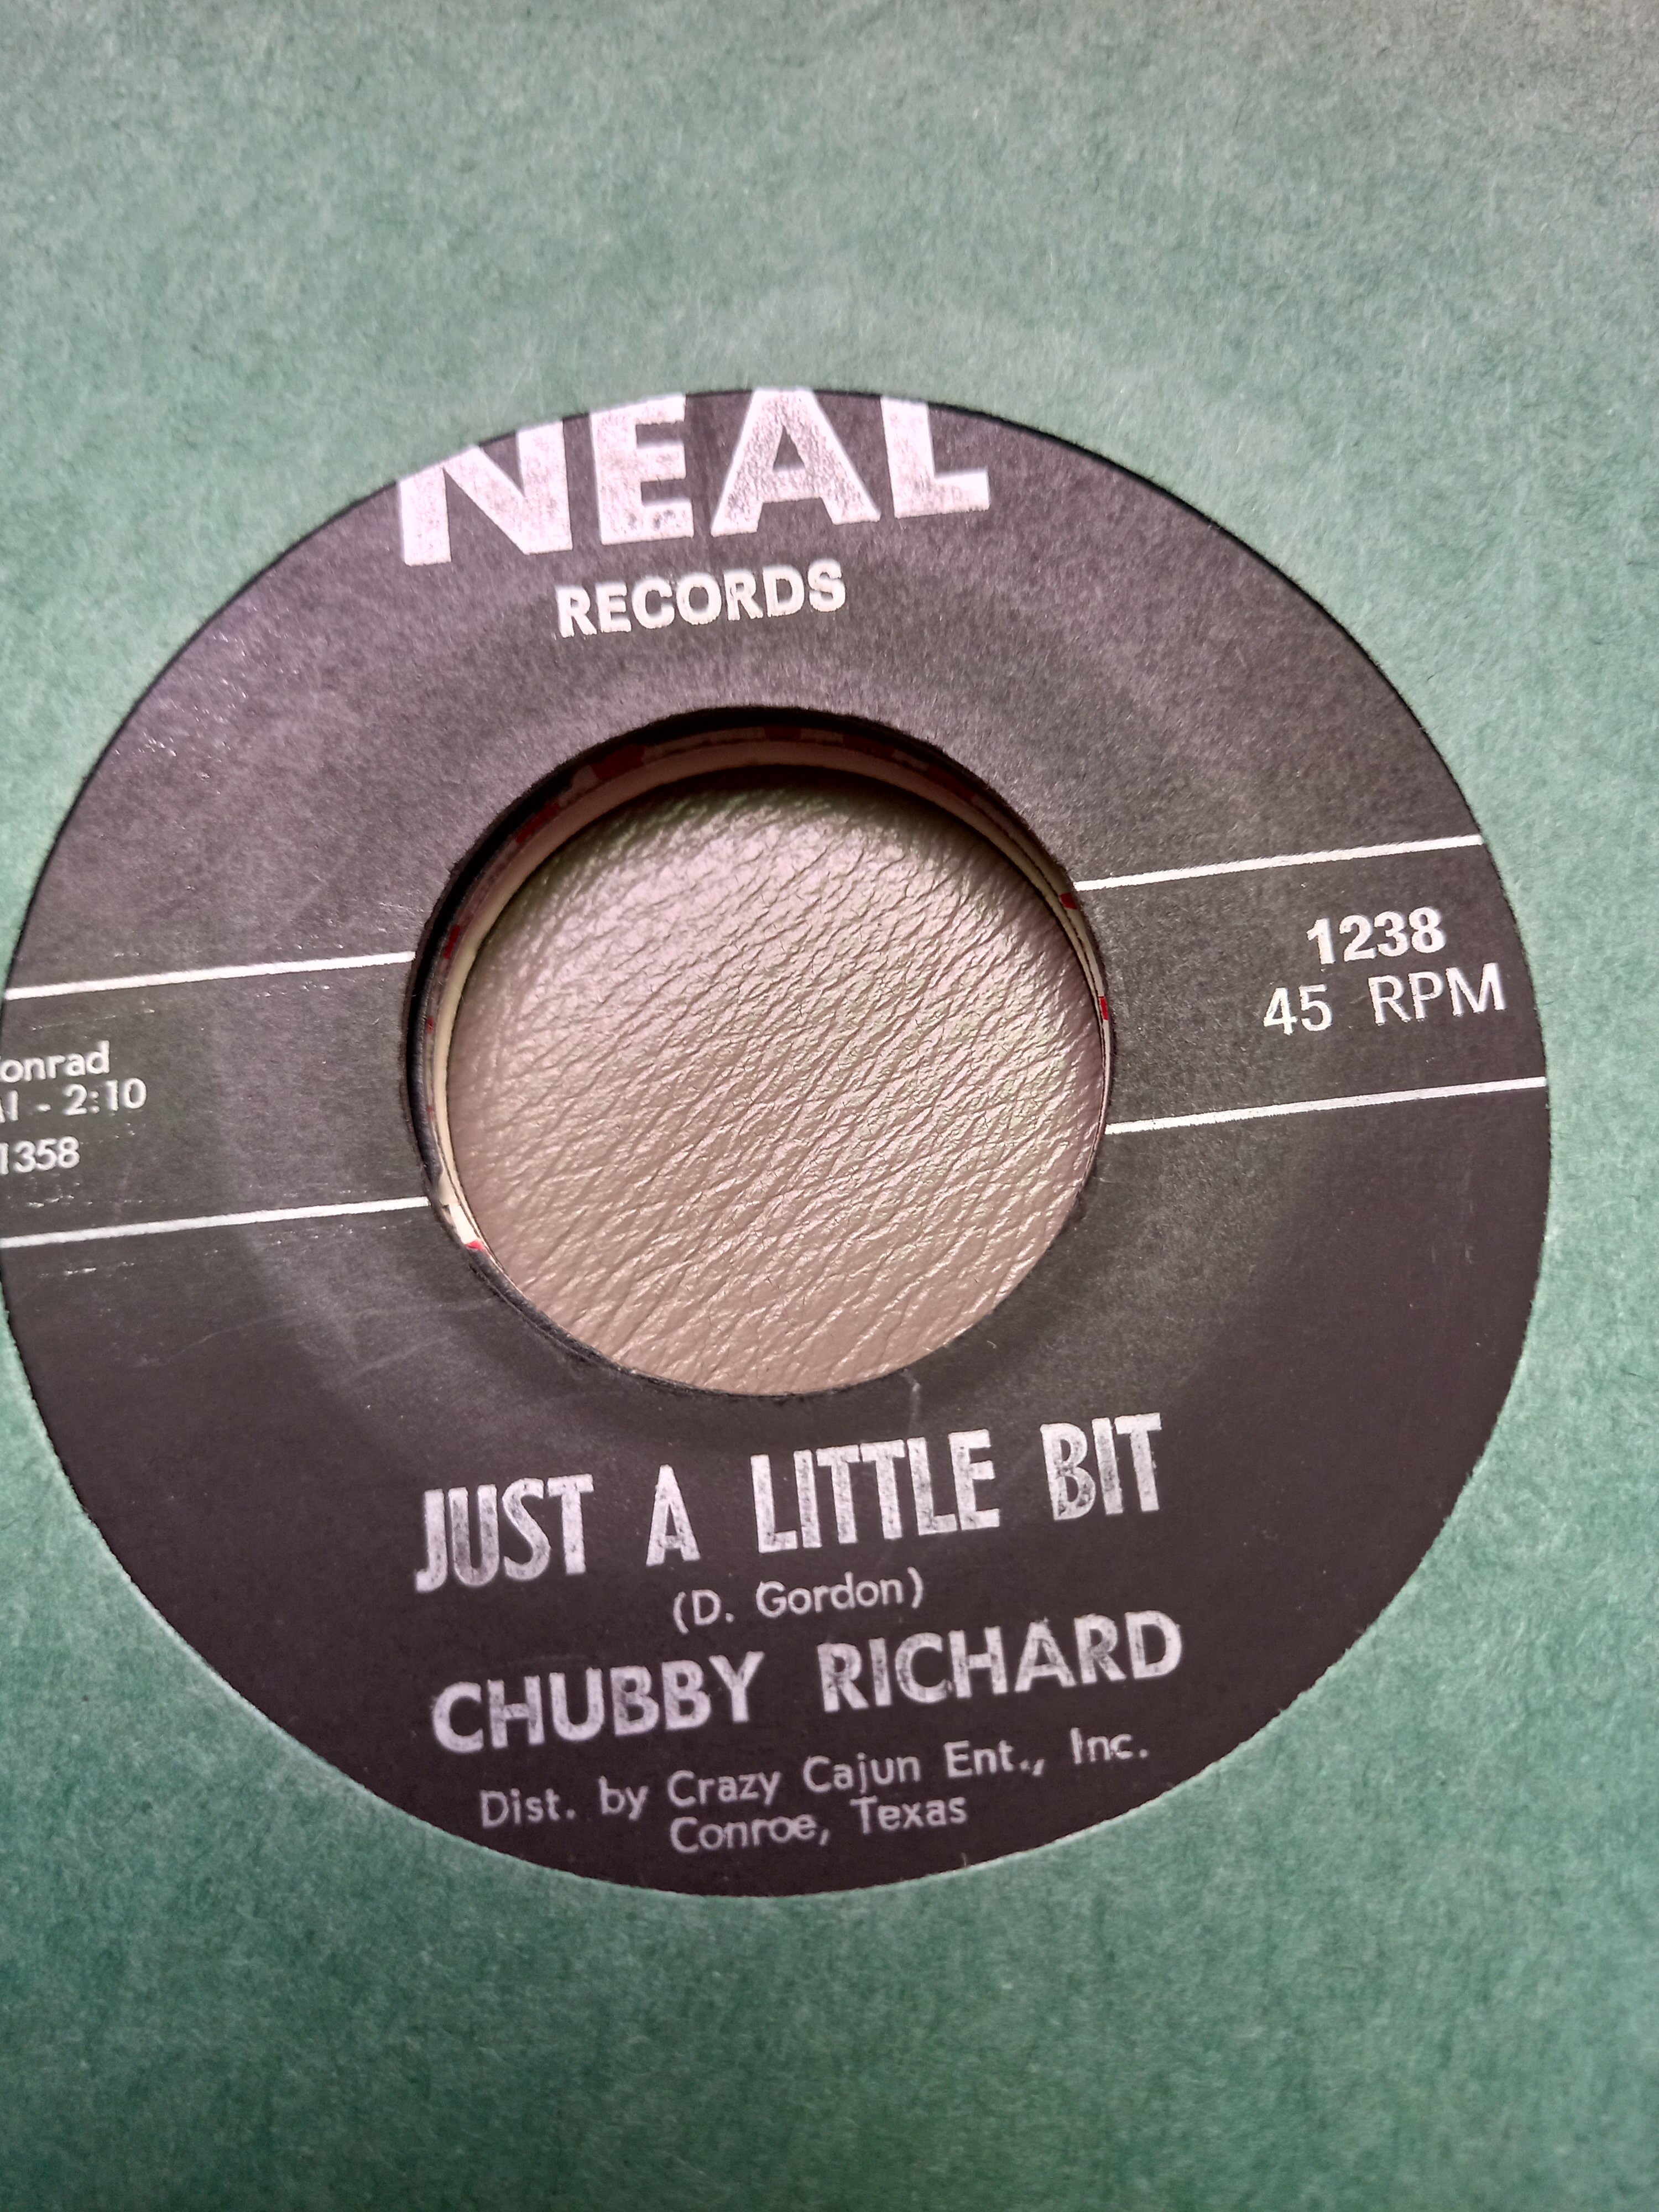 NEAL
RECORDS
1238
45 RPM
onrad
- 2:10
1358
JUST A LITTLE BIT
(D. Gordon)
CHUBBY RICHARD
Dist. by Crazy Cajun Ent., Inc.
Conroe, Texas